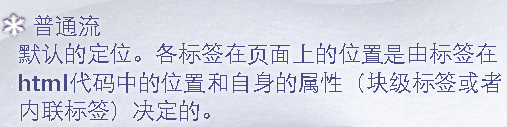 普通流
默认的定位。各标签在页面上的位置是由标签在
html代码中的位置和自身的属性（块级标签或者
内联标签）决定的。